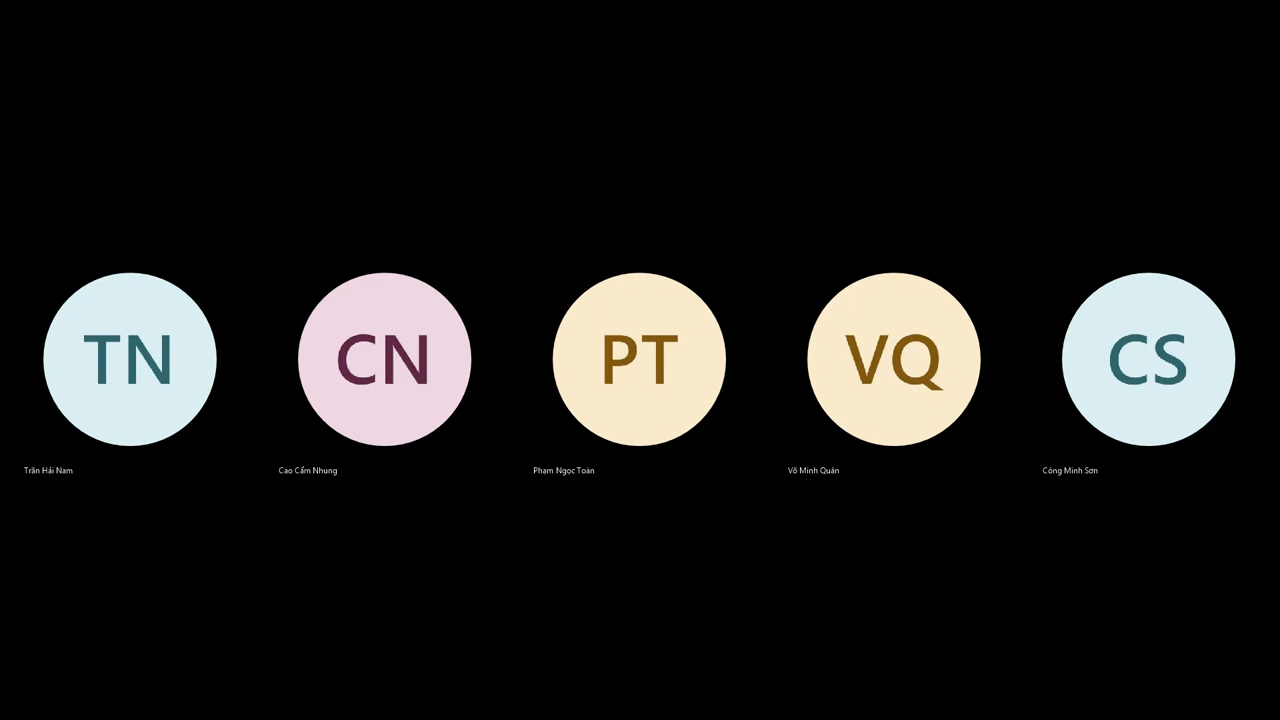 TN
CN
PT
VQ
CS
Trần Hải Nam
Cao Cẩm Nhung
Phạm Ngọc Toàn
Võ Minh Quân
Công Minh Sơn